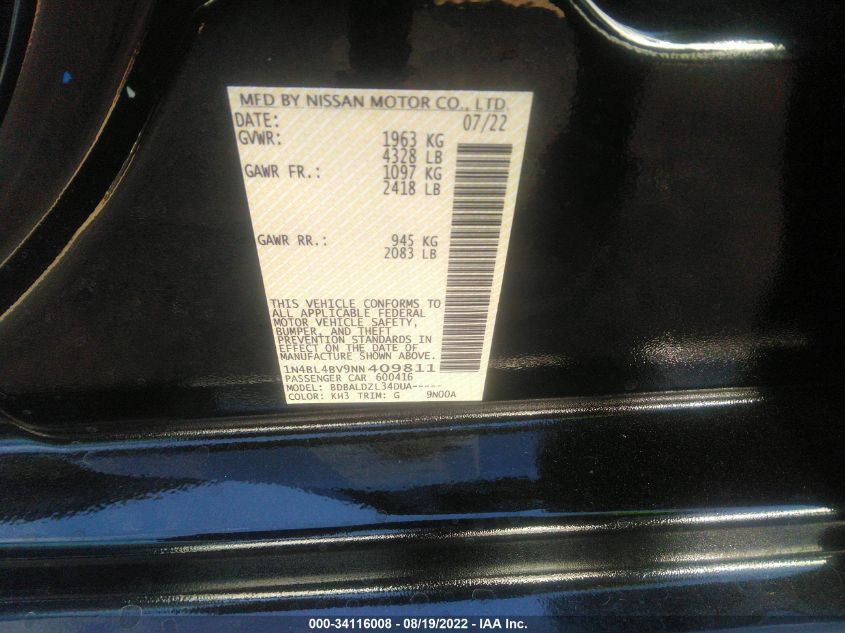 MFD BY NISSAN MOTOR CO., LTD.
DATE: 07/22
GVWR: 1963 KG
4328 LB
GAWR FR.: 1097 KG
2418 LB
GAWR RR.: 945 KG
2083 LB
THIS VEHICLE CONFORMS TO
ALL APPLICABLE FEDERAL
MOTOR VEHICLE SAFETY,
BUMPER, AND THEFT
PREVENTION STANDARDS IN
EFFECT ON THE DATE OF
MANUFACTURE SHOWN ABOVE.
1N4BL4BV9NN 409811
PASSENGER CAR 600416
MODEL: BDBALDZL34DUA-----
COLOR: KH3 TRIM: G 9N00A
000-34116008 - 08/19/2022 - IAA Inc.